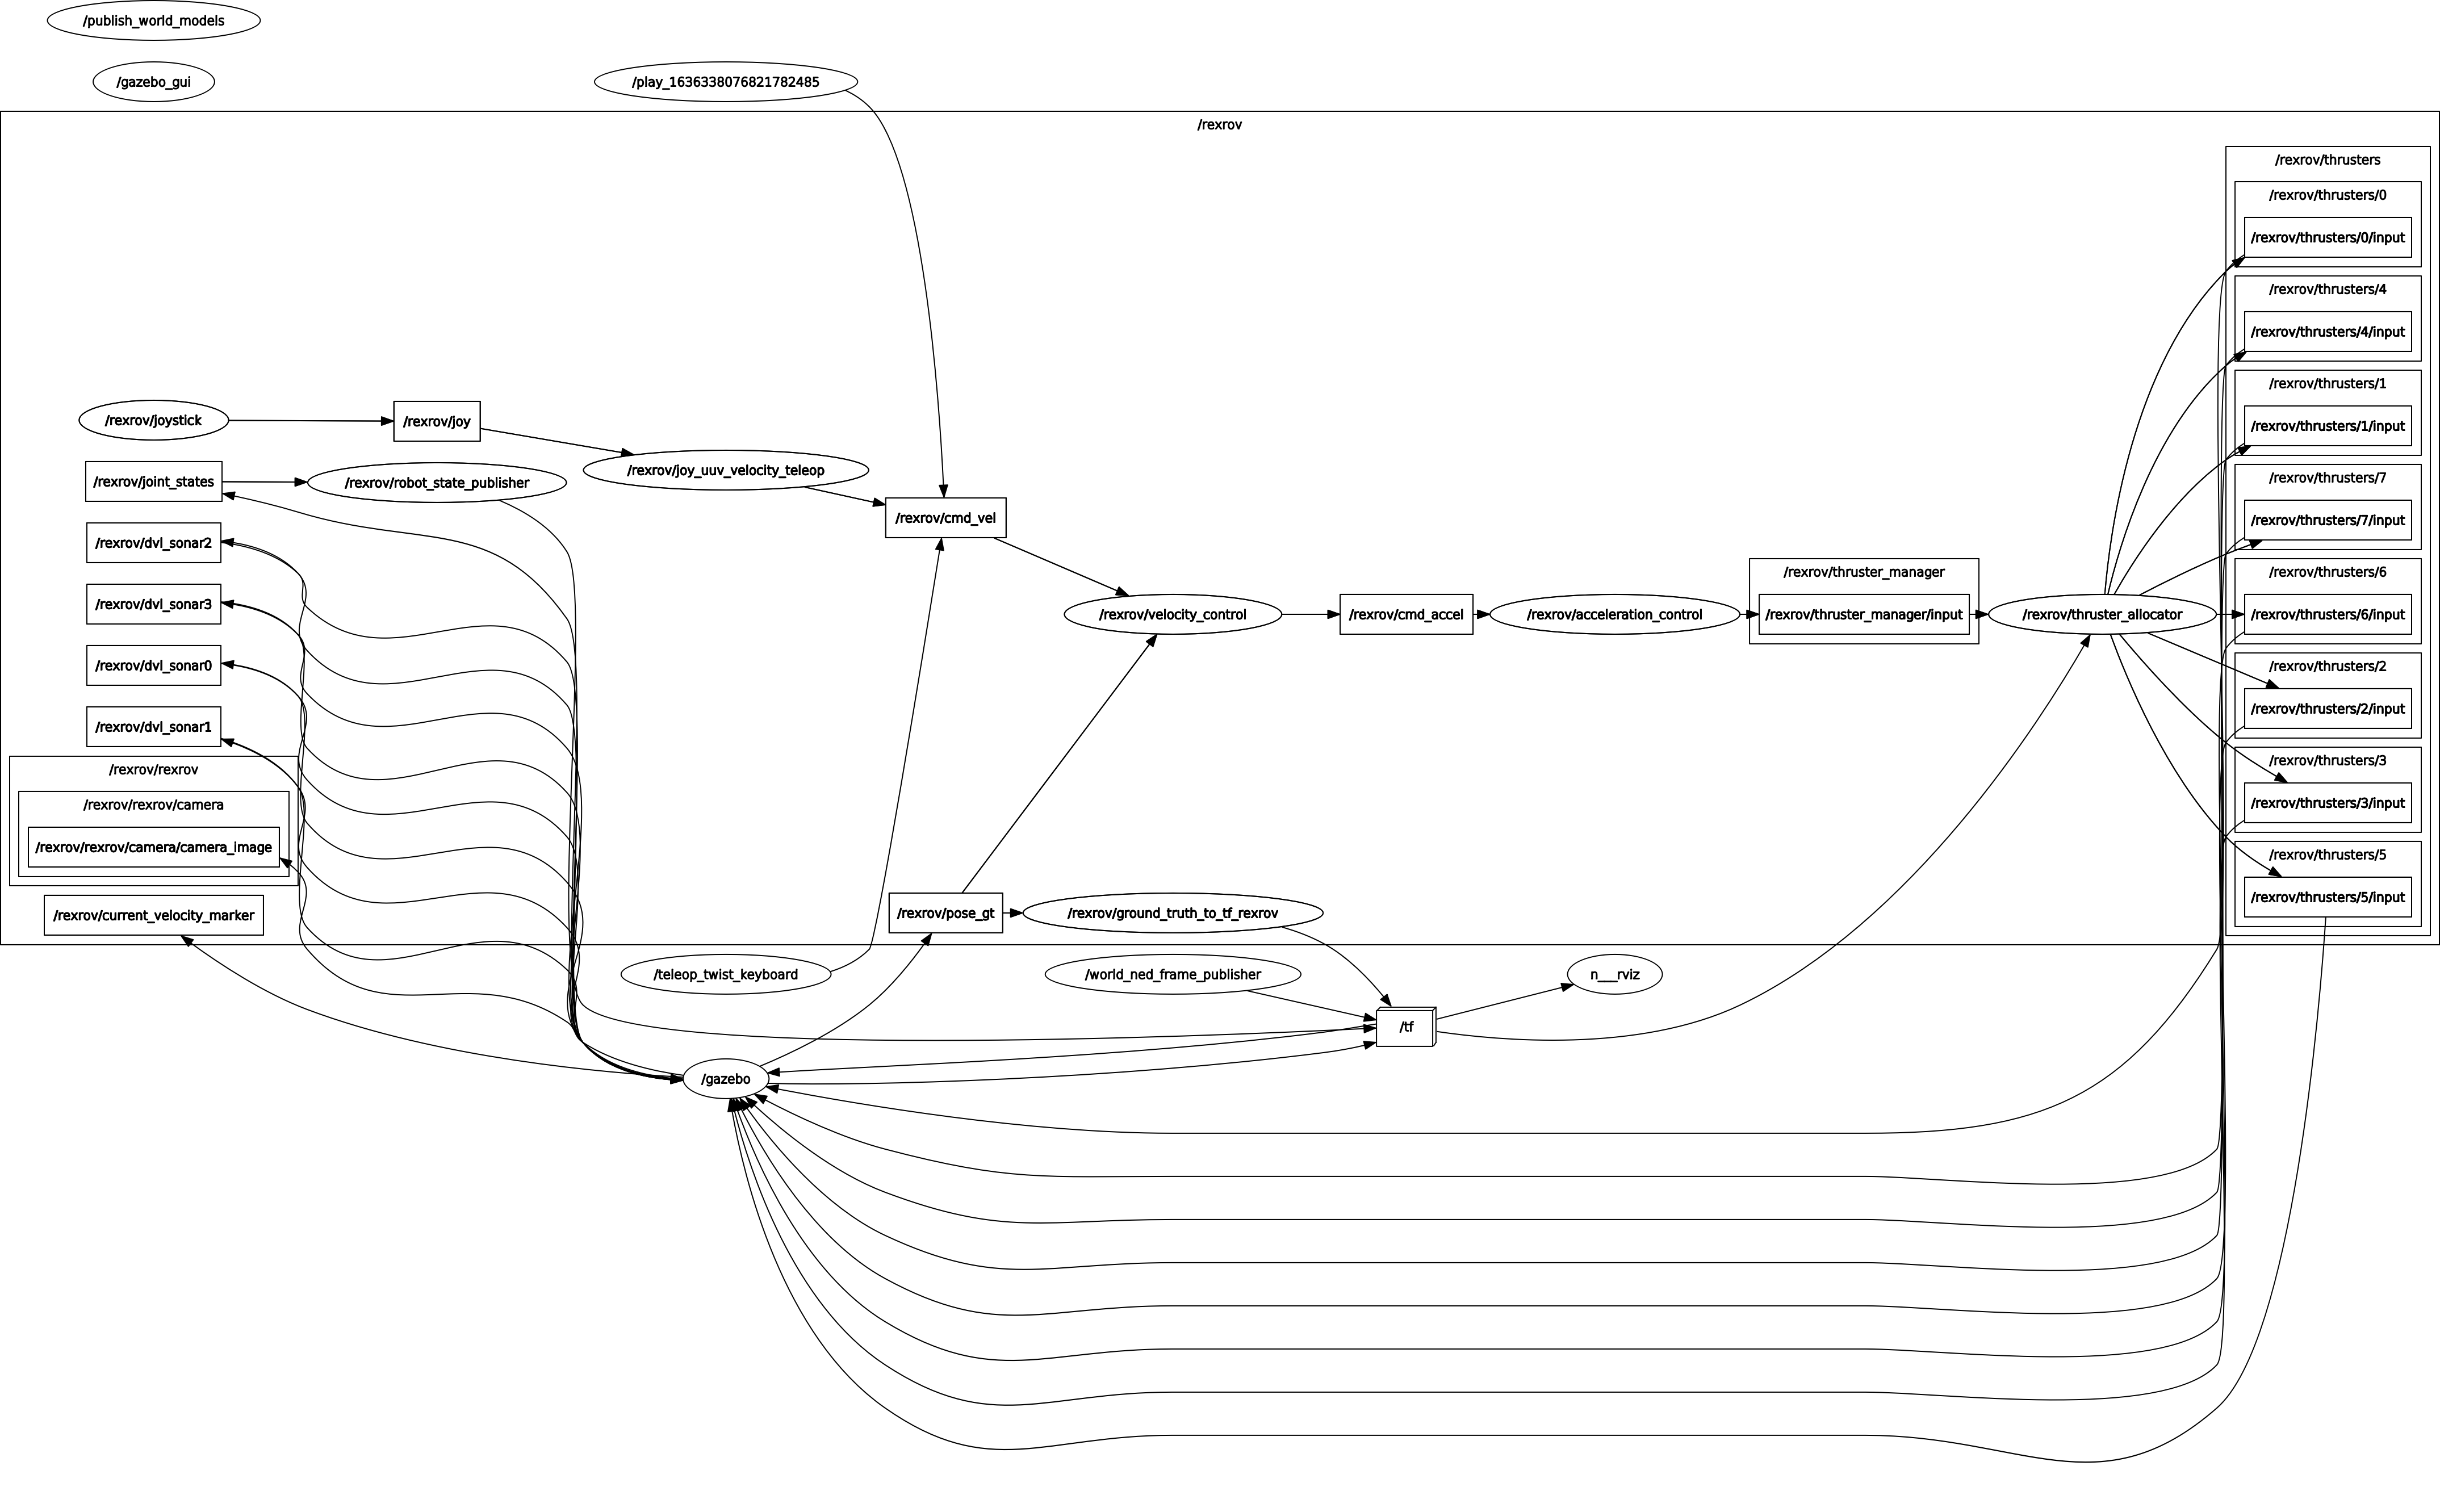 /publish_world_models
/gazebo_gui
/play_1636338076821782485
/rexrov
/rexrov/thrusters
/rexrov/thrusters/0
/rexrov/thrusters/0/input
/rexrov/thrusters/4
/rexrov/thrusters/4/input
/rexrov/thrusters/1
/rexrov/thrusters/1/input
/rexrov/thrusters/7
/rexrov/thrusters/7/input
/rexrov/thrusters/6
/rexrov/thrusters/6/input
/rexrov/thrusters/2
/rexrov/thrusters/2/input
/rexrov/thrusters/3
/rexrov/thrusters/3/input
/rexrov/thrusters/5
/rexrov/thrusters/5/input
/rexrov/joystick
/rexrov/joy
/rexrov/joy_uuv_velocity_teleop
/rexrov/joint_states
/rexrov/robot_state_publisher
/rexrov/cmd_vel
/rexrov/dvl_sonar2
/rexrov/dvl_sonar3
/rexrov/dvl_sonar0
/rexrov/dvl_sonar1
/rexrov/velocity_control
/rexrov/cmd_accel
/rexrov/acceleration_control
/rexrov/thruster_manager
/rexrov/thruster_manager/input
/rexrov/thruster_allocator
/rexrov/rexrov
/rexrov/rexrov/camera
/rexrov/rexrov/camera/camera_image
/rexrov/current_velocity_marker
/rexrov/pose_gt
/rexrov/ground_truth_to_tf_rexrov
/teleop_twist_keyboard
/world_ned_frame_publisher
n___rviz
/tf
/gazebo